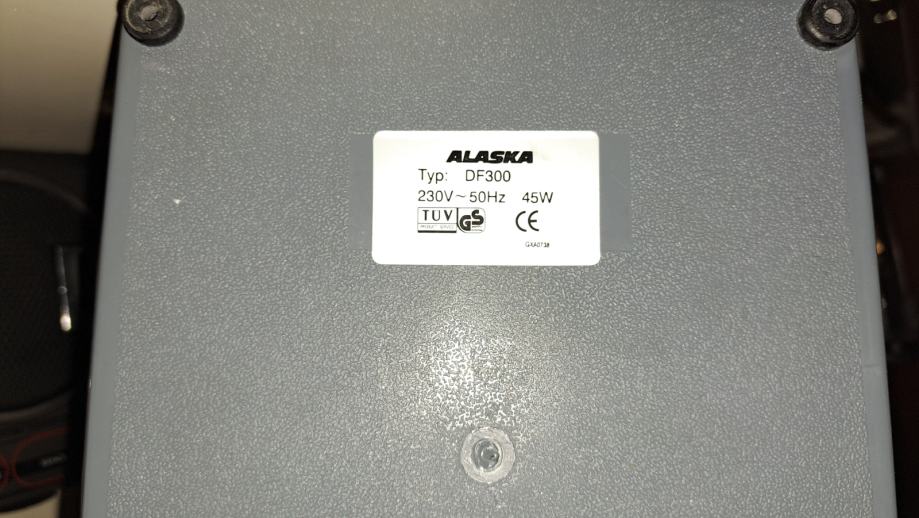 ALASKA
Typ: DF300
230V~50Hz 45W
TUV GS CE